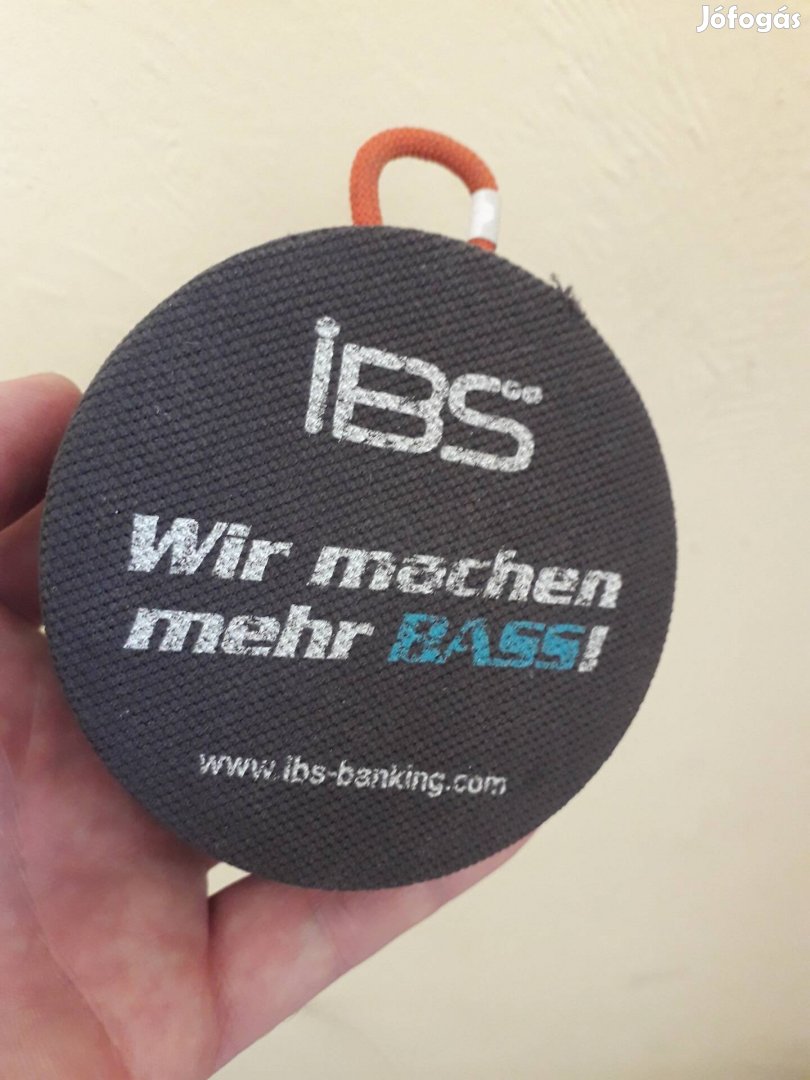 Jófogás
iBS
Wir machen
mehr BASS!
www.ibs-banking.com